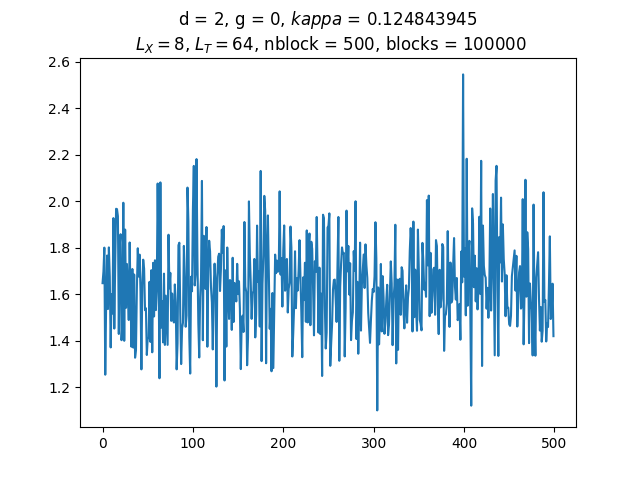 d = 2, g = 0, kappa = 0.124843945
L_X = 8, L_T = 64, nblock = 500, blocks = 100000
2.6
2.4
2.2
2.0
1.8
1.6
1.4
1.2
0 100 200 300 400 500